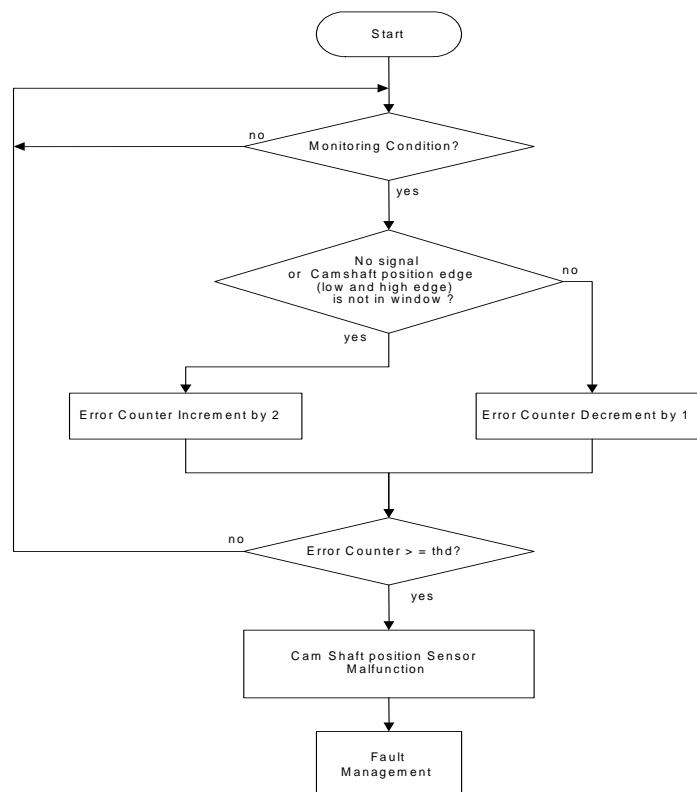 Start
no
Monitoring Condition?
yes
No signal
or Camshaft position edge
(low and high edge)
is not in window ?
no
yes
Error Counter Increment by 2
Error Counter Decrement by 1
no
Error Counter > = thd?
yes
Cam Shaft position Sensor
Malfunction
Fault
Management